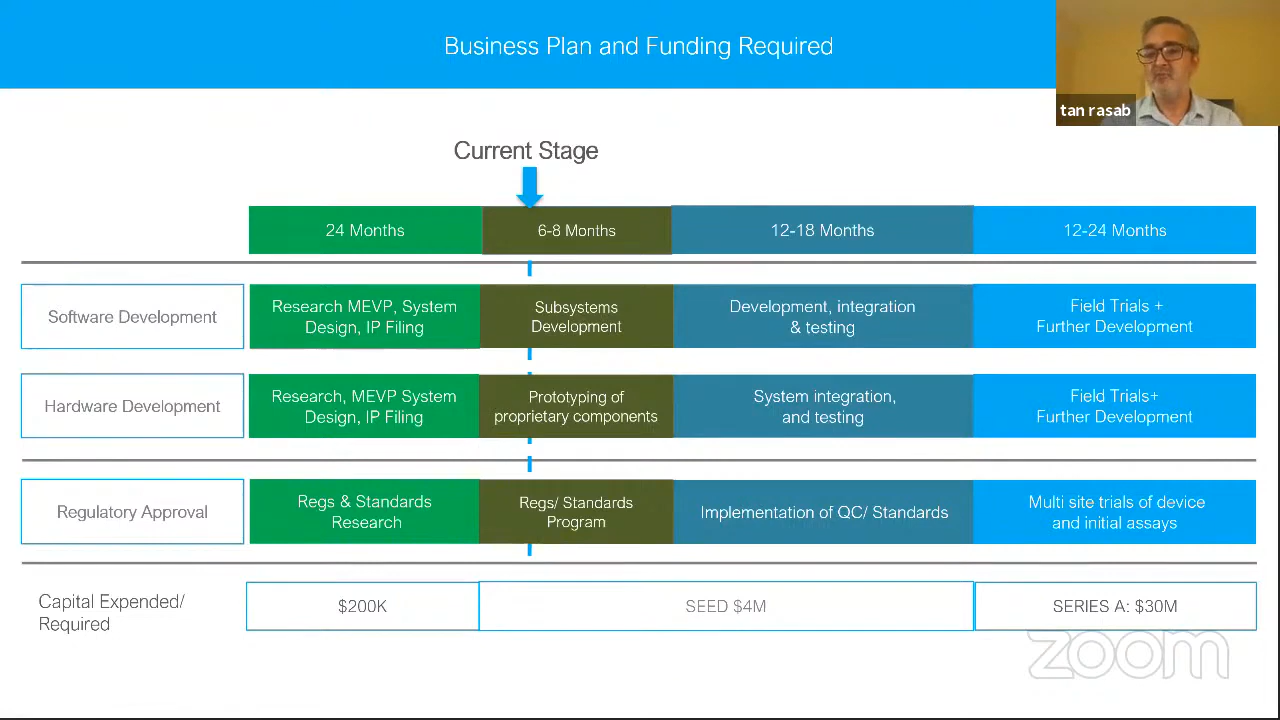 Business Plan and Funding Required
tan rasab
Current Stage
24 Months
6-8 Months
12-18 Months
12-24 Months
Software Development
Research MEVP, System
Design, IP Filing
Subsystems
Development
Development, integration
& testing
Field Trials +
Further Development
Hardware Development
Research, MEVP System
Design, IP Filing
Prototyping of
proprietary components
System integration,
and testing
Field Trials+
Further Development
Regulatory Approval
Regs & Standards
Research
Regs/ Standards
Program
Implementation of QC/ Standards
Multi site trials of device
and initial assays
Capital Expended/
Required
$200K
SEED $4M
SERIES A: $30M
zoom